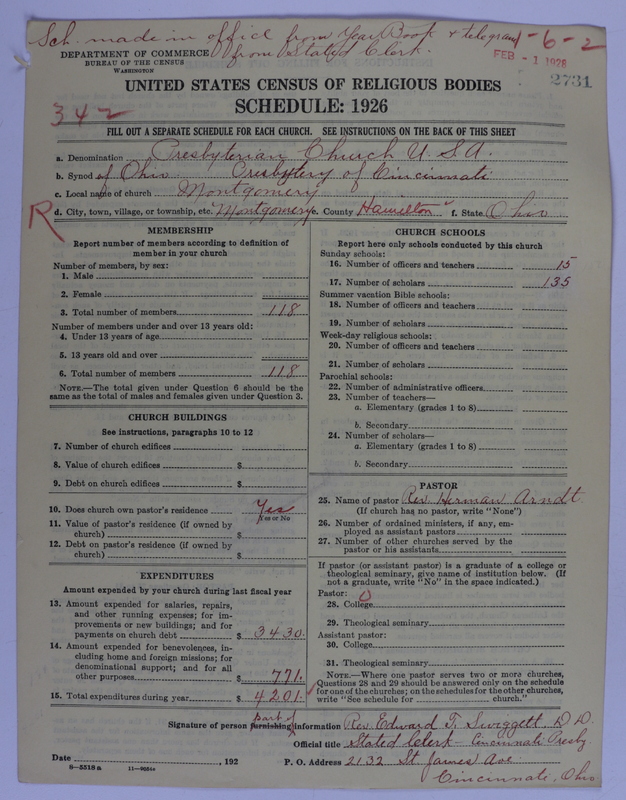 Sch. made in office from Year Book + telegram
from Stated Clerk.
-6-2
DEPARTMENT OF COMMERCE
BUREAU OF THE CENSUS
WASHINGTON
FEB - 1 1928
2731
UNITED STATES CENSUS OF RELIGIOUS BODIES
SCHEDULE: 1926
342
FILL OUT A SEPARATE SCHEDULE FOR EACH CHURCH. SEE INSTRUCTIONS ON THE BACK OF THIS SHEET
a. Denomination Presbyterian Church U.S.A.
b. Synod of Ohio Presbytery of Cincinnati
c. Local name of church Montgomery
R
d. City, town, village, or township, etc. Montgomery e. County Hamilton f. State Ohio
MEMBERSHIP
Report number of members according to definition of
member in your church
Number of members, by sex:
1. Male
2. Female
3. Total number of members 118
Number of members under and over 13 years old:
4. Under 13 years of age
5. 13 years old and over
6. Total number of members 118
NOTE.—The total given under Question 6 should be the
same as the total of males and females given under Question 3.
CHURCH BUILDINGS
See instructions, paragraphs 10 to 12
7. Number of church edifices
8. Value of church edifices $
9. Debt on church edifices $
10. Does church own pastor's residence Yes
Yes or No
11. Value of pastor's residence (if owned by
church) $
12. Debt on pastor's residence (if owned by
church) $
EXPENDITURES
Amount expended by your church during last fiscal year
13. Amount expended for salaries, repairs,
and other running expenses; for im-
provements or new buildings; and for
payments on church debt $ 3430.
14. Amount expended for benevolences, in-
cluding home and foreign missions; for
denominational support; and for all
other purposes $ 771.
15. Total expenditures during year $ 4201.
CHURCH SCHOOLS
Report here only schools conducted by this church
Sunday schools:
16. Number of officers and teachers 15
17. Number of scholars 135
Summer vacation Bible schools:
18. Number of officers and teachers
19. Number of scholars
Week-day religious schools:
20. Number of officers and teachers
21. Number of scholars
Parochial schools:
22. Number of administrative officers
23. Number of teachers—
a. Elementary (grades 1 to 8)
b. Secondary
24. Number of scholars—
a. Elementary (grades 1 to 8)
b. Secondary
PASTOR
25. Name of pastor Rev. Herman Arndt.
(If church has no pastor, write "None")
26. Number of ordained ministers, if any, em-
ployed as assistant pastors
27. Number of other churches served by the
pastor or his assistants
If pastor (or assistant pastor) is a graduate of a college or
theological seminary, give name of institution below. (If
not a graduate, write "No" in the space indicated.)
Pastor: O
28. College
29. Theological seminary
Assistant pastor:
30. College
31. Theological seminary
NOTE.—Where one pastor serves two or more churches,
Questions 28 and 29 should be answered only on the schedule
for one of the churches; on the schedules for the other churches,
write "See schedule for church."
part of
Signature of person furnishing information Rev. Edward T. Swiggett D.D.
Official title Stated Clerk – Cincinnati Presby.
Date , 192 P. O. Address 2132 St. James Ave.
8—5518 a
Cincinnati, Ohio